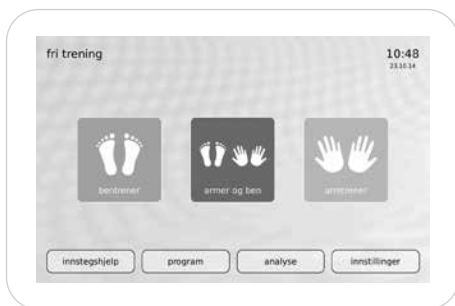 fri trening
10:48
23.10.14
bentrener
armer og ben
armtrener
innstegshjelp
program
analyse
innstillinger